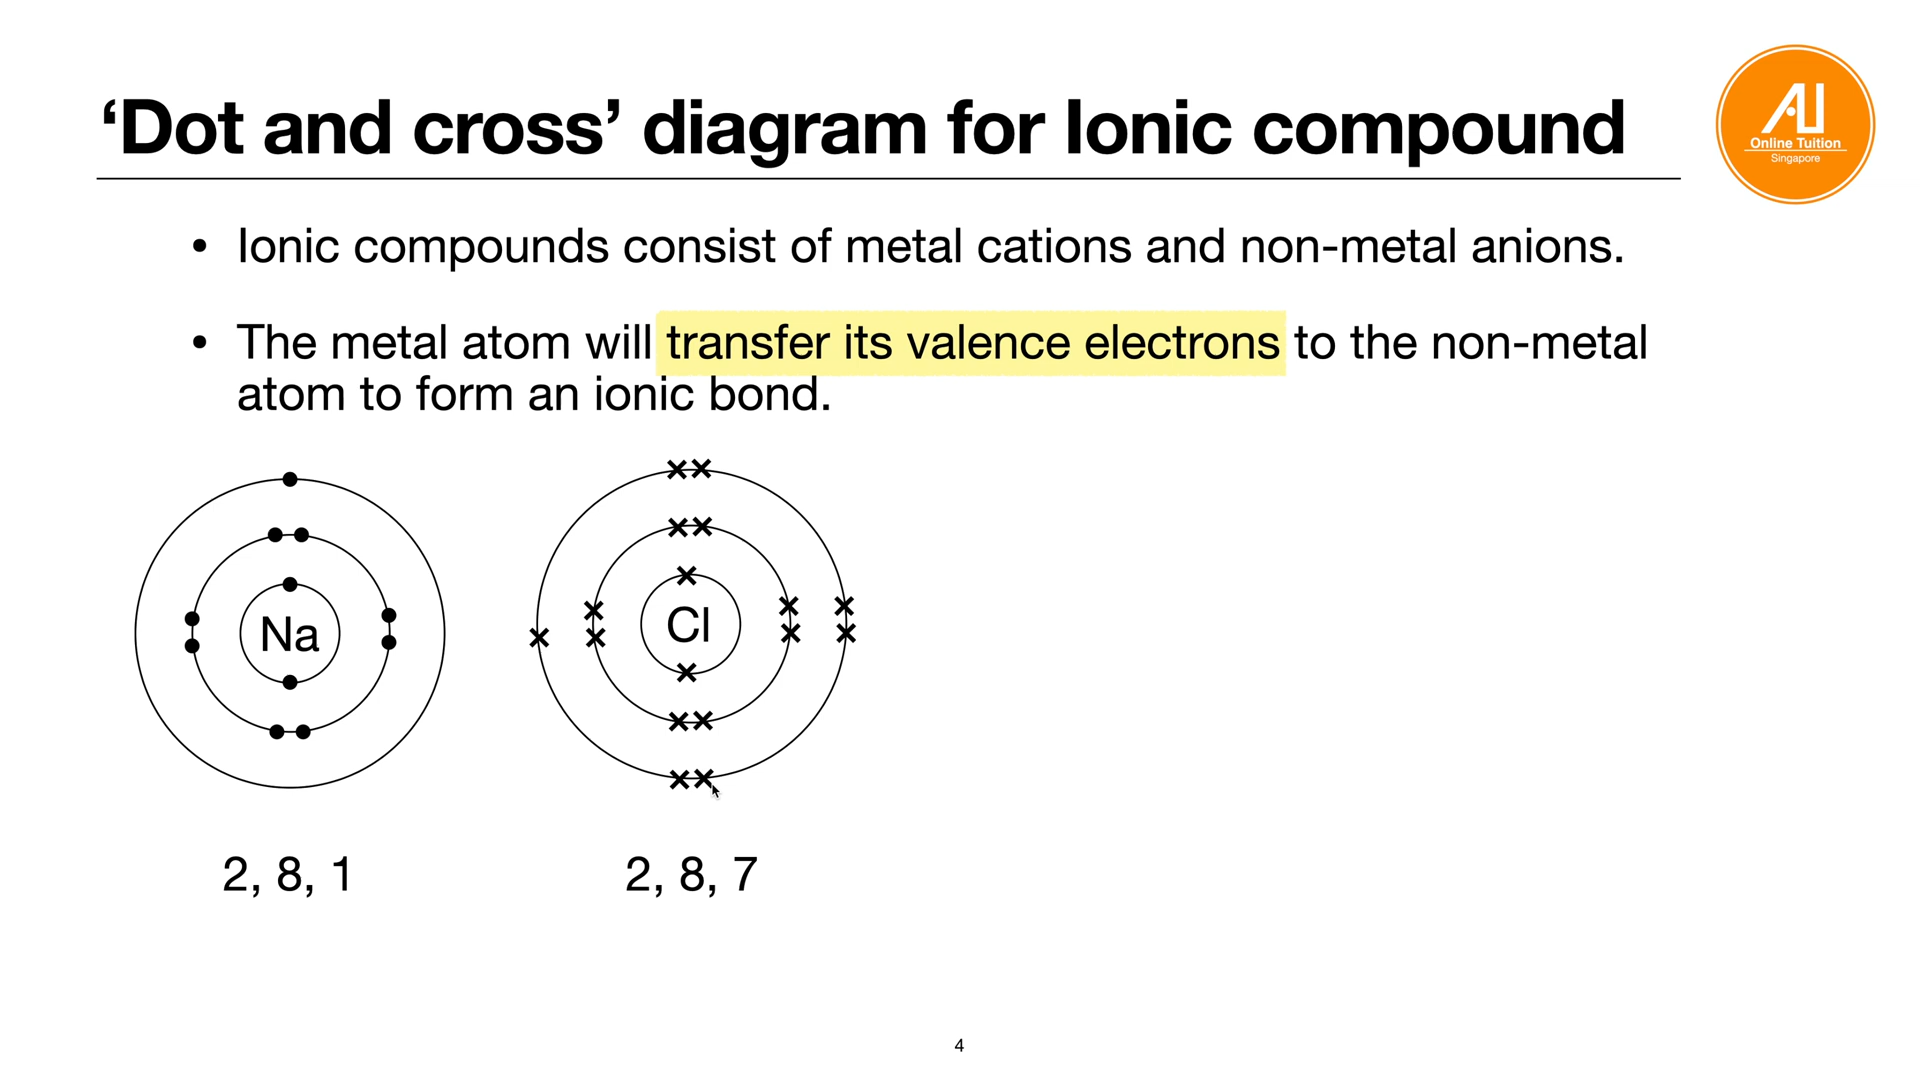 ‘Dot and cross’ diagram for Ionic compound
AU
Online Tuition
Singapore
• Ionic compounds consist of metal cations and non-metal anions.
• The metal atom will transfer its valence electrons to the non-metal
atom to form an ionic bond.
Na
Cl
2, 8, 1
2, 8, 7
4